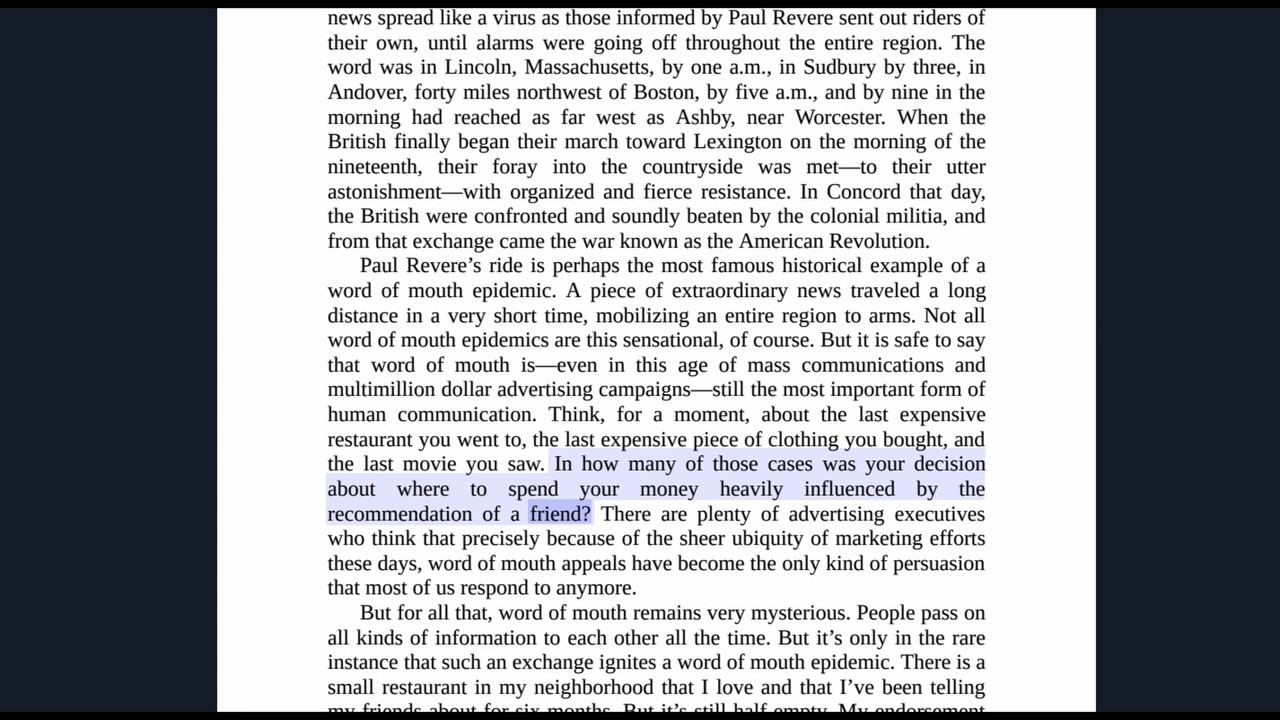 news spread like a virus as those informed by Paul Revere sent out riders of
their own, until alarms were going off throughout the entire region. The
word was in Lincoln, Massachusetts, by one a.m., in Sudbury by three, in
Andover, forty miles northwest of Boston, by five a.m., and by nine in the
morning had reached as far west as Ashby, near Worcester. When the
British finally began their march toward Lexington on the morning of the
nineteenth, their foray into the countryside was met—to their utter
astonishment—with organized and fierce resistance. In Concord that day,
the British were confronted and soundly beaten by the colonial militia, and
from that exchange came the war known as the American Revolution.
Paul Revere’s ride is perhaps the most famous historical example of a
word of mouth epidemic. A piece of extraordinary news traveled a long
distance in a very short time, mobilizing an entire region to arms. Not all
word of mouth epidemics are this sensational, of course. But it is safe to say
that word of mouth is—even in this age of mass communications and
multimillion dollar advertising campaigns—still the most important form of
human communication. Think, for a moment, about the last expensive
restaurant you went to, the last expensive piece of clothing you bought, and
the last movie you saw. In how many of those cases was your decision
about where to spend your money heavily influenced by the
recommendation of a friend? There are plenty of advertising executives
who think that precisely because of the sheer ubiquity of marketing efforts
these days, word of mouth appeals have become the only kind of persuasion
that most of us respond to anymore.
But for all that, word of mouth remains very mysterious. People pass on
all kinds of information to each other all the time. But it’s only in the rare
instance that such an exchange ignites a word of mouth epidemic. There is a
small restaurant in my neighborhood that I love and that I’ve been telling
my friends about for six months. But it’s still half empty. My endorsement